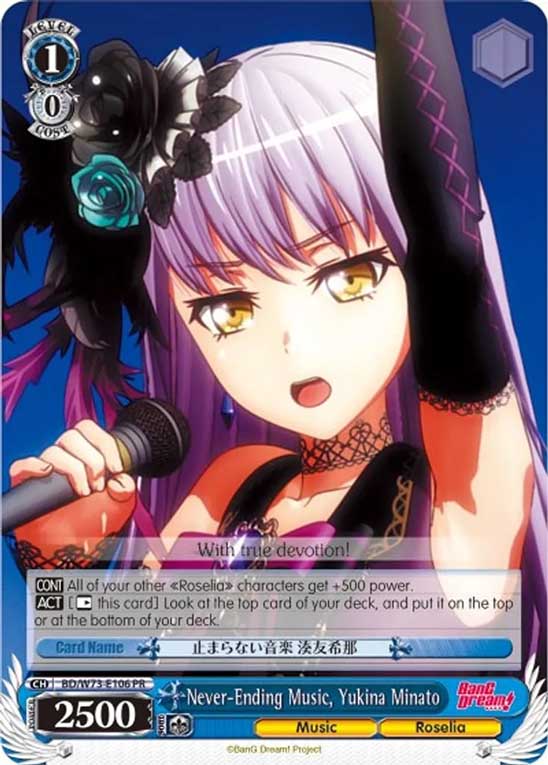 LEVEL
1
0
COST
With true devotion!
CONT All of your other «Roselia» characters get +500 power.
ACT [ this card] Look at the top card of your deck, and put it on the top
or at the bottom of your deck.
Card Name 止まらない音楽 湊友希那
CH BD/W73-E106 PR
Never-Ending Music, Yukina Minato
BanG Dream!
POWER 2500 SOUL
Music Roselia
©BanG Dream! Project